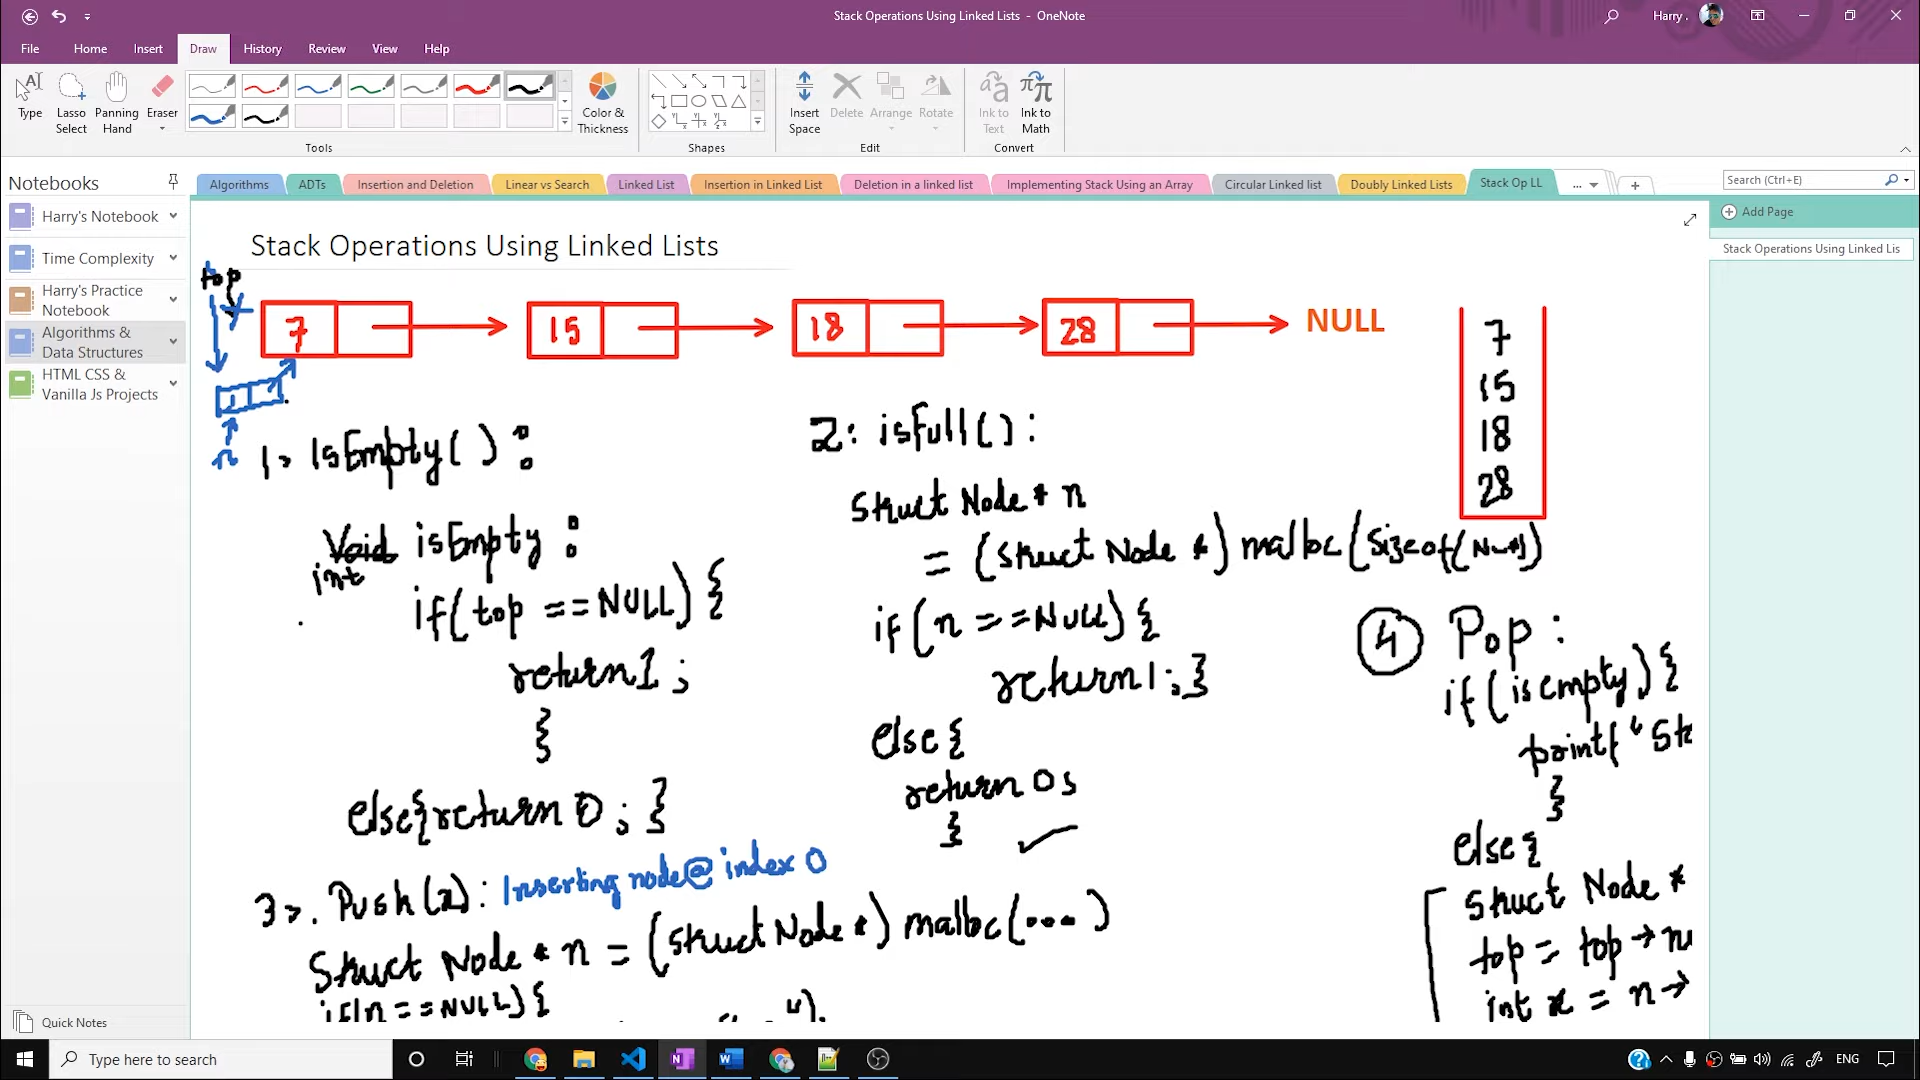 Stack Operations Using Linked Lists - OneNote
Harry .
File Home Insert Draw History Review View Help
Type
Lasso Select
Panning Hand
Eraser
Color & Thickness
Insert Space
Delete
Arrange
Rotate
Ink to Text
Ink to Math
Tools
Shapes
Edit
Convert
Notebooks
Harry's Notebook
Time Complexity
Harry's Practice Notebook
Algorithms & Data Structures
HTML CSS & Vanilla Js Projects
Quick Notes
Algorithms ADTs Insertion and Deletion Linear vs Search Linked List Insertion in Linked List Deletion in a linked list Implementing Stack Using an Array Circular Linked list Doubly Linked Lists Stack Op LL ...
Search (Ctrl+E)
Add Page
Stack Operations Using Linked Lis
Stack Operations Using Linked Lists
top
7 15 18 28 NULL
n
7
15
18
28
1> IsEmpty( ) :
Void isEmpty :
int
if(top ==NULL) {
return 1 ;
}
else{return 0 ; }
2: isFull() :
Struct Node * n
= (struct Node *) malloc(sizeof(
if(n ==NULL){
return 1 ; }
else {
return 0;
}
3>. Push(x) : Inserting node@ index 0
Struct Node * n = (struct Node *) malloc(....)
if(n ==NULL){
4 Pop :
if(isempty){
printf("St
}
else {
Struct Node *
top = top→n
int x = n→
Type here to search
ENG